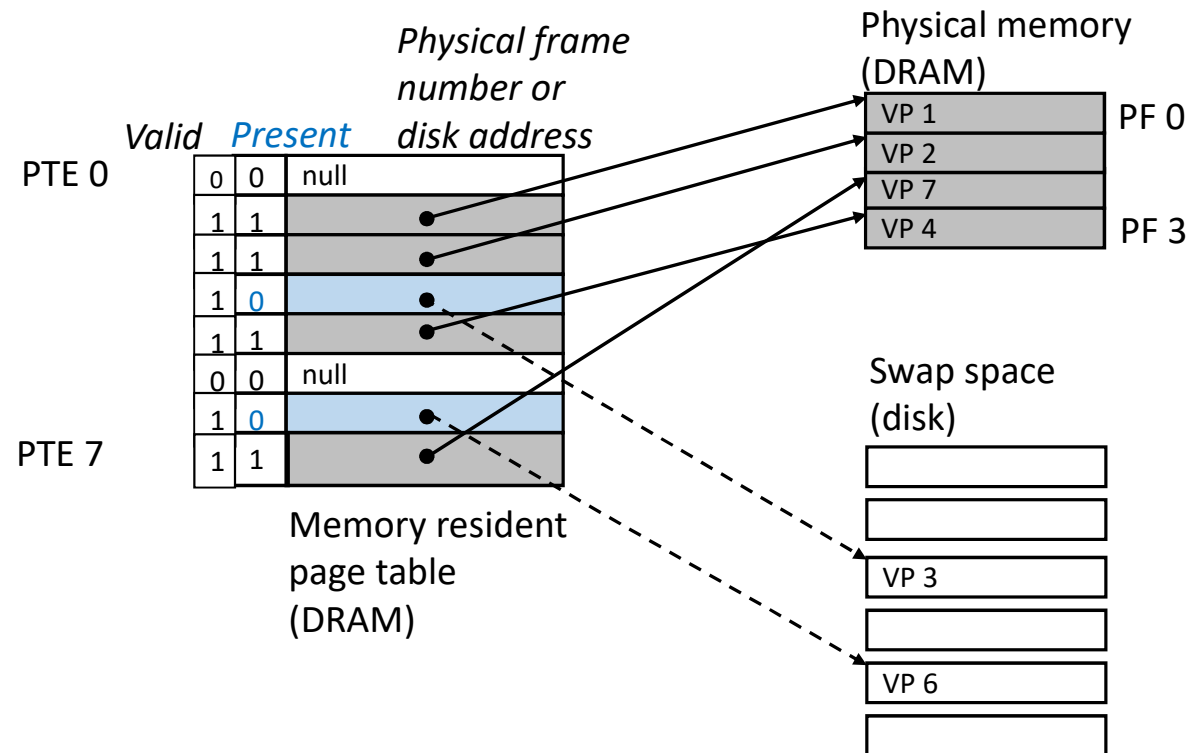 Physical frame
number or
disk address
Valid Present
PTE 0
0 0 null
1 1
1 1
1 0
1 1
0 0 null
1 0
PTE 7 1 1
Memory resident
page table
(DRAM)
Physical memory
(DRAM)
VP 1 PF 0
VP 2
VP 7
VP 4 PF 3
Swap space
(disk)
VP 3
VP 6